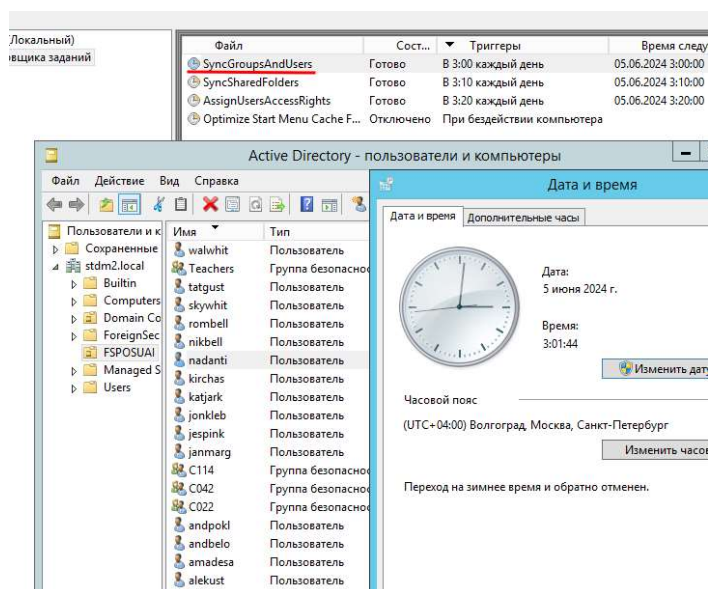 Локальный)
овщика заданий
Файл Сост... Триггеры Время следу
SyncGroupsAndUsers Готово В 3:00 каждый день 05.06.2024 3:00:00
SyncSharedFolders Готово В 3:10 каждый день 05.06.2024 3:10:00
AssignUsersAccessRights Готово В 3:20 каждый день 05.06.2024 3:20:00
Optimize Start Menu Cache F... Отключено При бездействии компьютера
Active Directory - пользователи и компьютеры
Файл Действие Вид Справка
Пользователи и к
Сохраненные
stdm2.local
Builtin
Computers
Domain Co
ForeignSec
FSPOSUAI
Managed S
Users
Имя Тип
walwhit Пользователь
Teachers Группа безопаснос
tatgust Пользователь
skywhit Пользователь
rombell Пользователь
nikbell Пользователь
nadanti Пользователь
kirchas Пользователь
katjark Пользователь
jonkleb Пользователь
jespink Пользователь
janmarg Пользователь
C114 Группа безопаснос
C042 Группа безопаснос
C022 Группа безопаснос
andpokl Пользователь
andbelo Пользователь
amadesa Пользователь
alekust Пользователь
Дата и время
Дата и время Дополнительные часы
Дата:
5 июня 2024 г.
Время:
3:01:44
Изменить дату
Часовой пояс
(UTC+04:00) Волгоград, Москва, Санкт-Петербург
Изменить часов
Переход на зимнее время и обратно отменен.